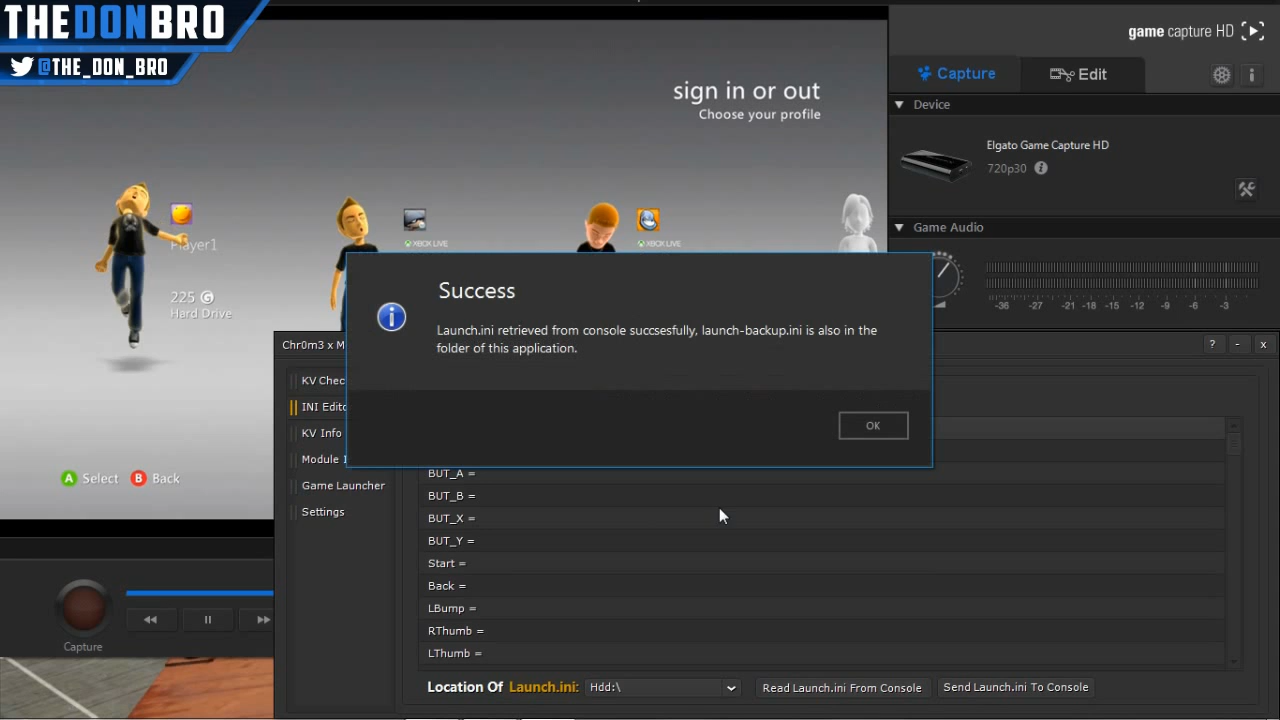 THEDONBRO
@THE_DON_BRO
sign in or out
Choose your profile
Player1
225 G
Hard Drive
XBOX LIVE
XBOX LIVE
A Select B Back
game capture HD
Capture
Edit
Device
Elgato Game Capture HD
720p30
Game Audio
-36 -27 -21 -18 -15 -12 -9 -6 -3
Success
Launch.ini retrieved from console succsesfully, launch-backup.ini is also in the
folder of this application.
OK
Chr0m3 x M
? - x
KV Chec
INI Edito
KV Info
Module I
Game Launcher
Settings
BUT_A =
BUT_B =
BUT_X =
BUT_Y =
Start =
Back =
LBump =
RThumb =
LThumb =
Location Of Launch.ini: Hdd:\
Read Launch.ini From Console
Send Launch.ini To Console
Capture